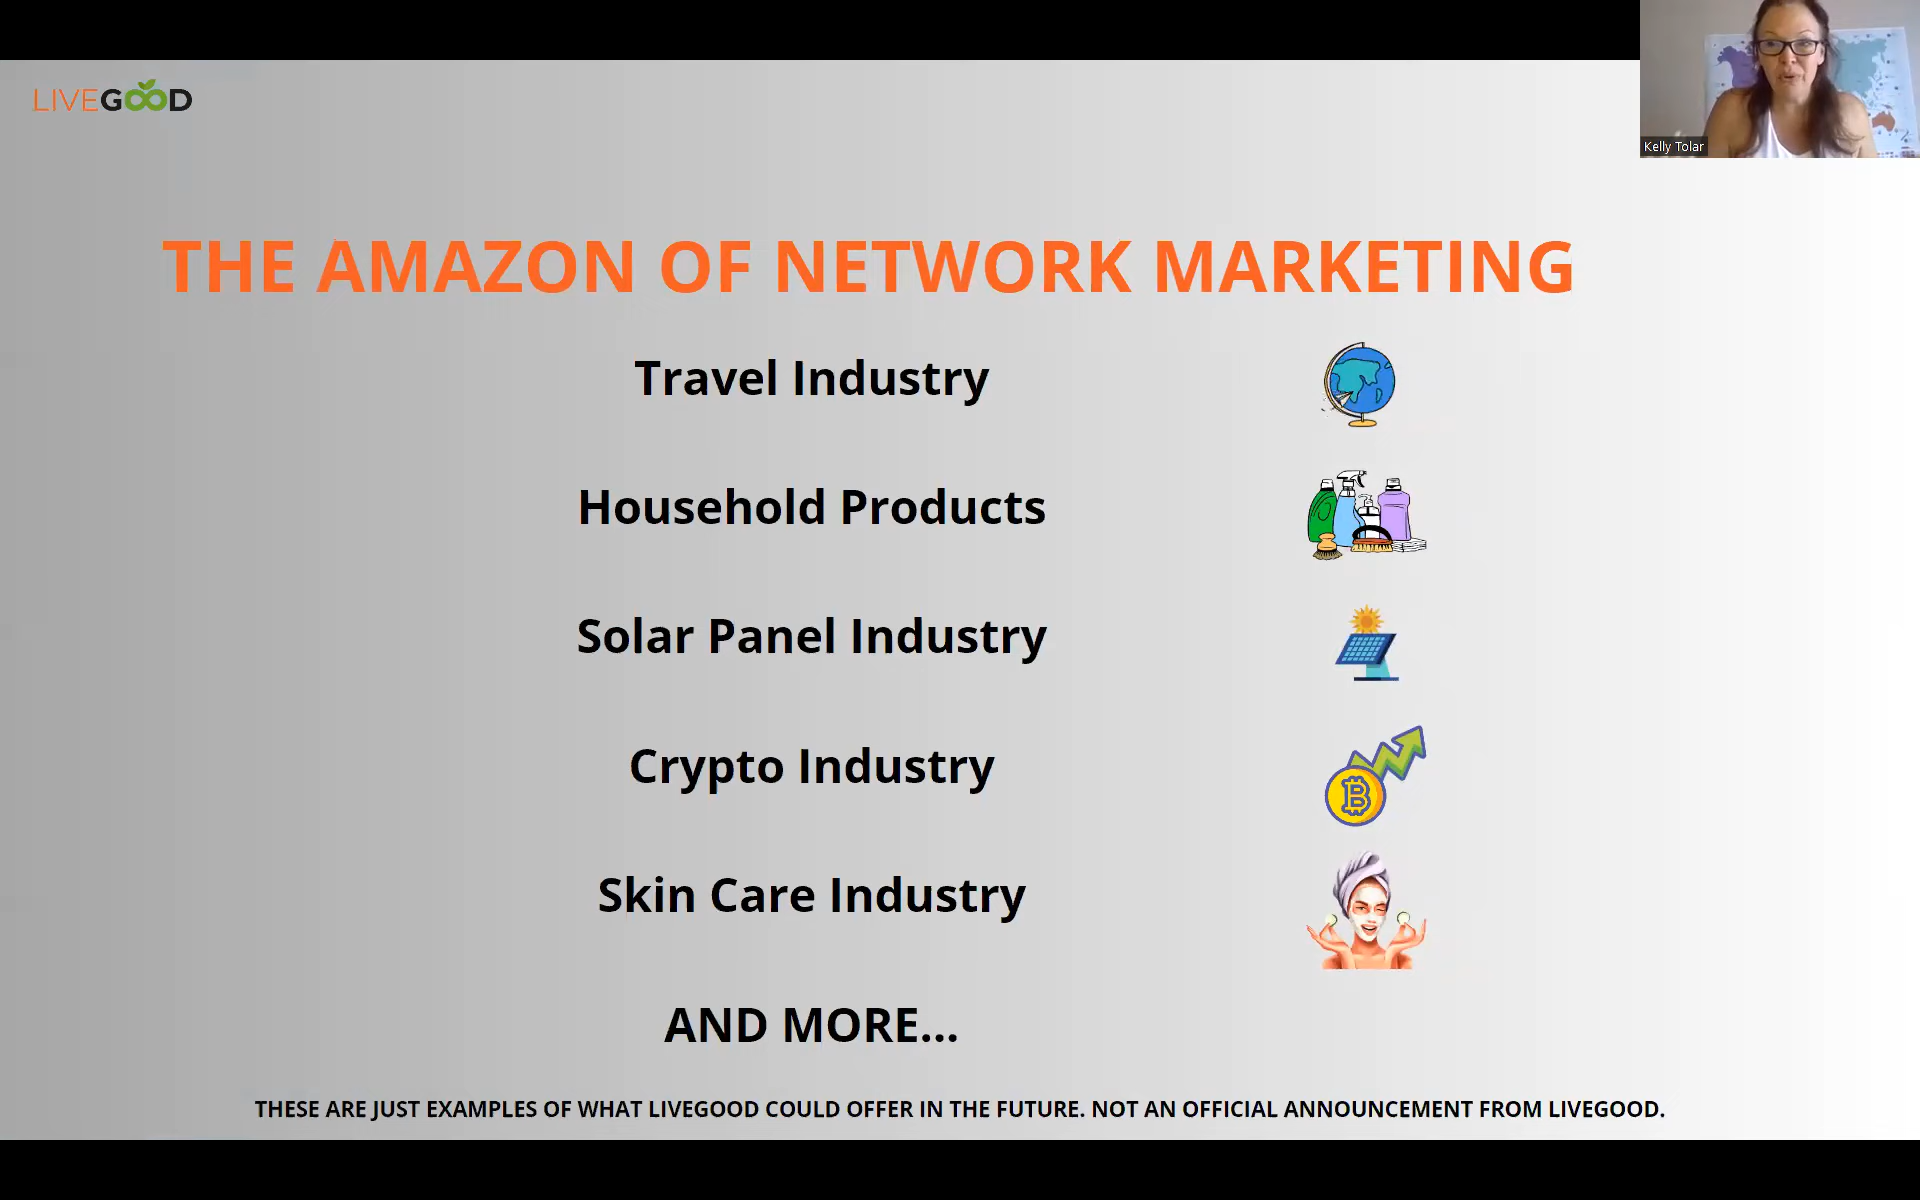 LIVEGOOD
Kelly Tolar
THE AMAZON OF NETWORK MARKETING
Travel Industry
Household Products
Solar Panel Industry
Crypto Industry
Skin Care Industry
AND MORE...
THESE ARE JUST EXAMPLES OF WHAT LIVEGOOD COULD OFFER IN THE FUTURE. NOT AN OFFICIAL ANNOUNCEMENT FROM LIVEGOOD.